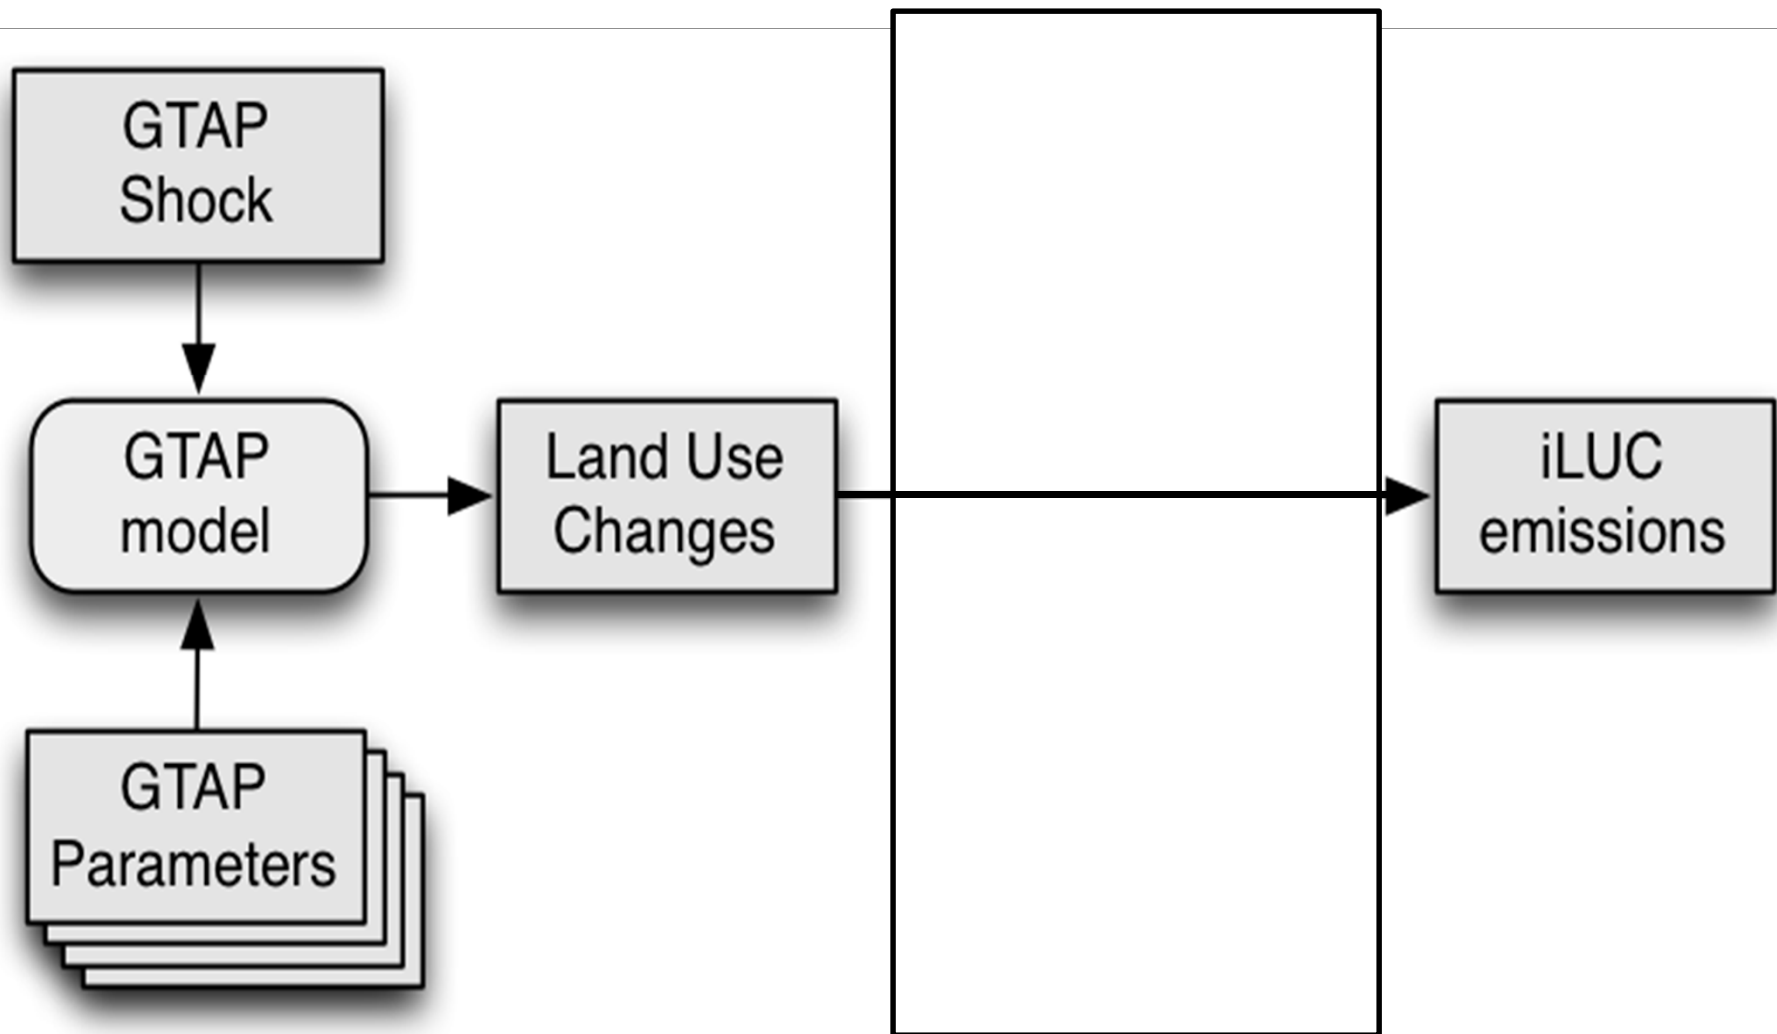 GTAP
Shock
GTAP
model
Land Use
Changes
iLUC
emissions
GTAP
Parameters